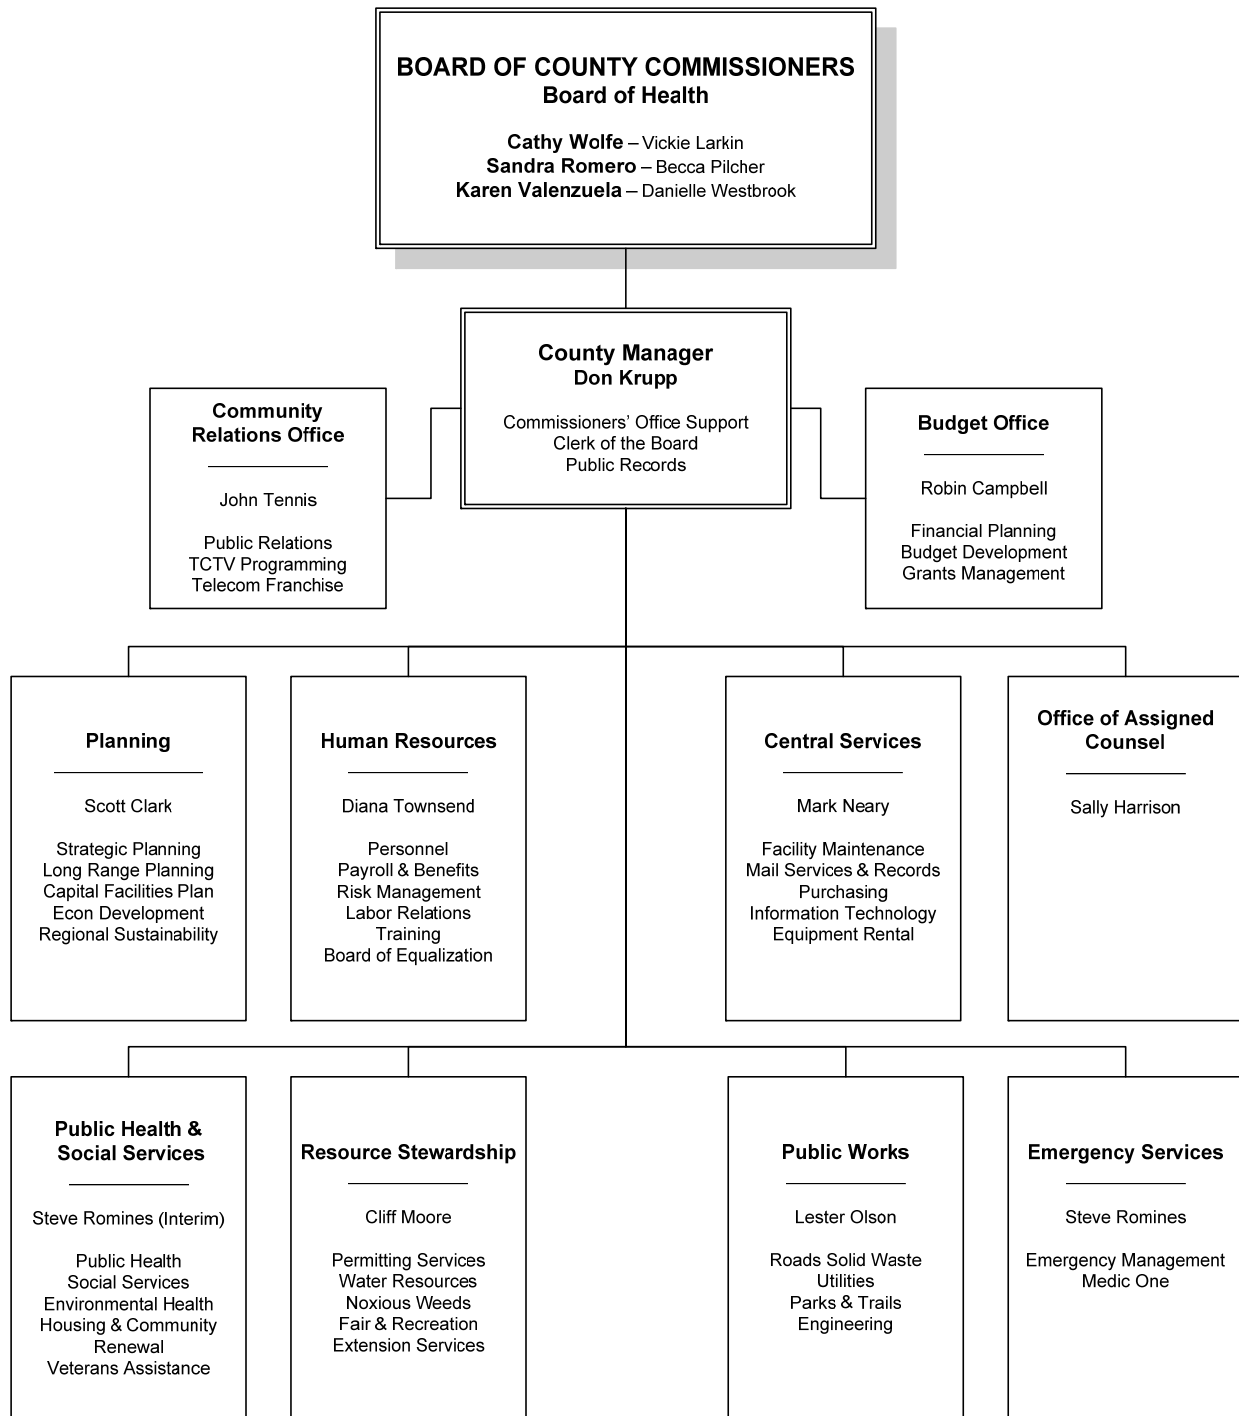 BOARD OF COUNTY COMMISSIONERS
Board of Health
Cathy Wolfe – Vickie Larkin
Sandra Romero – Becca Pilcher
Karen Valenzuela – Danielle Westbrook
County Manager
Don Krupp
Commissioners' Office Support
Clerk of the Board
Public Records
Community
Relations Office
John Tennis
Public Relations
TCTV Programming
Telecom Franchise
Budget Office
Robin Campbell
Financial Planning
Budget Development
Grants Management
Planning
Scott Clark
Strategic Planning
Long Range Planning
Capital Facilities Plan
Econ Development
Regional Sustainability
Human Resources
Diana Townsend
Personnel
Payroll & Benefits
Risk Management
Labor Relations
Training
Board of Equalization
Central Services
Mark Neary
Facility Maintenance
Mail Services & Records
Purchasing
Information Technology
Equipment Rental
Office of Assigned
Counsel
Sally Harrison
Public Health &
Social Services
Steve Romines (Interim)
Public Health
Social Services
Environmental Health
Housing & Community
Renewal
Veterans Assistance
Resource Stewardship
Cliff Moore
Permitting Services
Water Resources
Noxious Weeds
Fair & Recreation
Extension Services
Public Works
Lester Olson
Roads Solid Waste
Utilities
Parks & Trails
Engineering
Emergency Services
Steve Romines
Emergency Management
Medic One